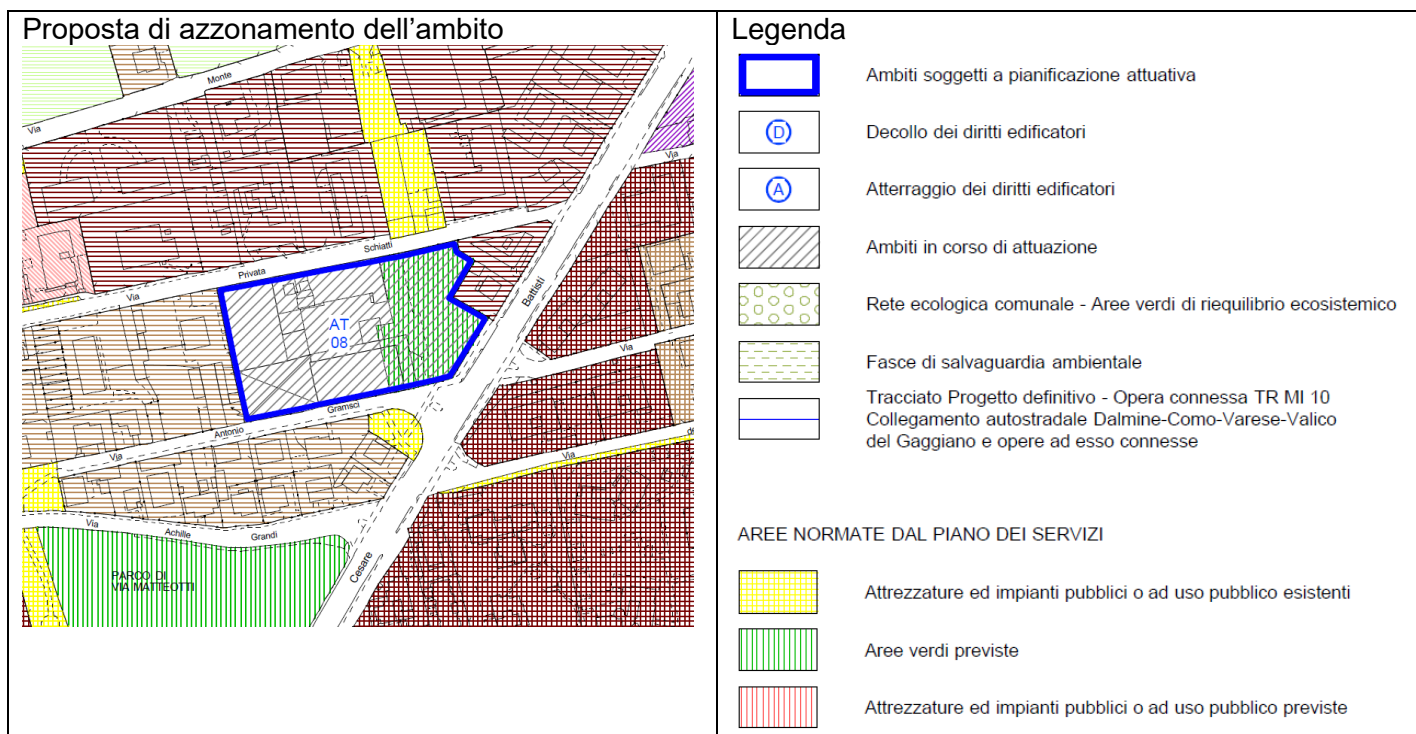 Proposta di azzonamento dell'ambito
Monte
Via
Via
Schiatti
Privata
Via
Battisti
AT
08
Via
Gramsci
Antonio
Via
Via
de
Via
Achille
Grandi
Cesare
PARCO DI
VIA MATTEOTTI
Legenda
Ambiti soggetti a pianificazione attuativa
D
Decollo dei diritti edificatori
A
Atterraggio dei diritti edificatori
Ambiti in corso di attuazione
Rete ecologica comunale - Aree verdi di riequilibrio ecosistemico
Fasce di salvaguardia ambientale
Tracciato Progetto definitivo - Opera connessa TR MI 10
Collegamento autostradale Dalmine-Como-Varese-Valico
del Gaggiano e opere ad esso connesse
AREE NORMATE DAL PIANO DEI SERVIZI
Attrezzature ed impianti pubblici o ad uso pubblico esistenti
Aree verdi previste
Attrezzature ed impianti pubblici o ad uso pubblico previste